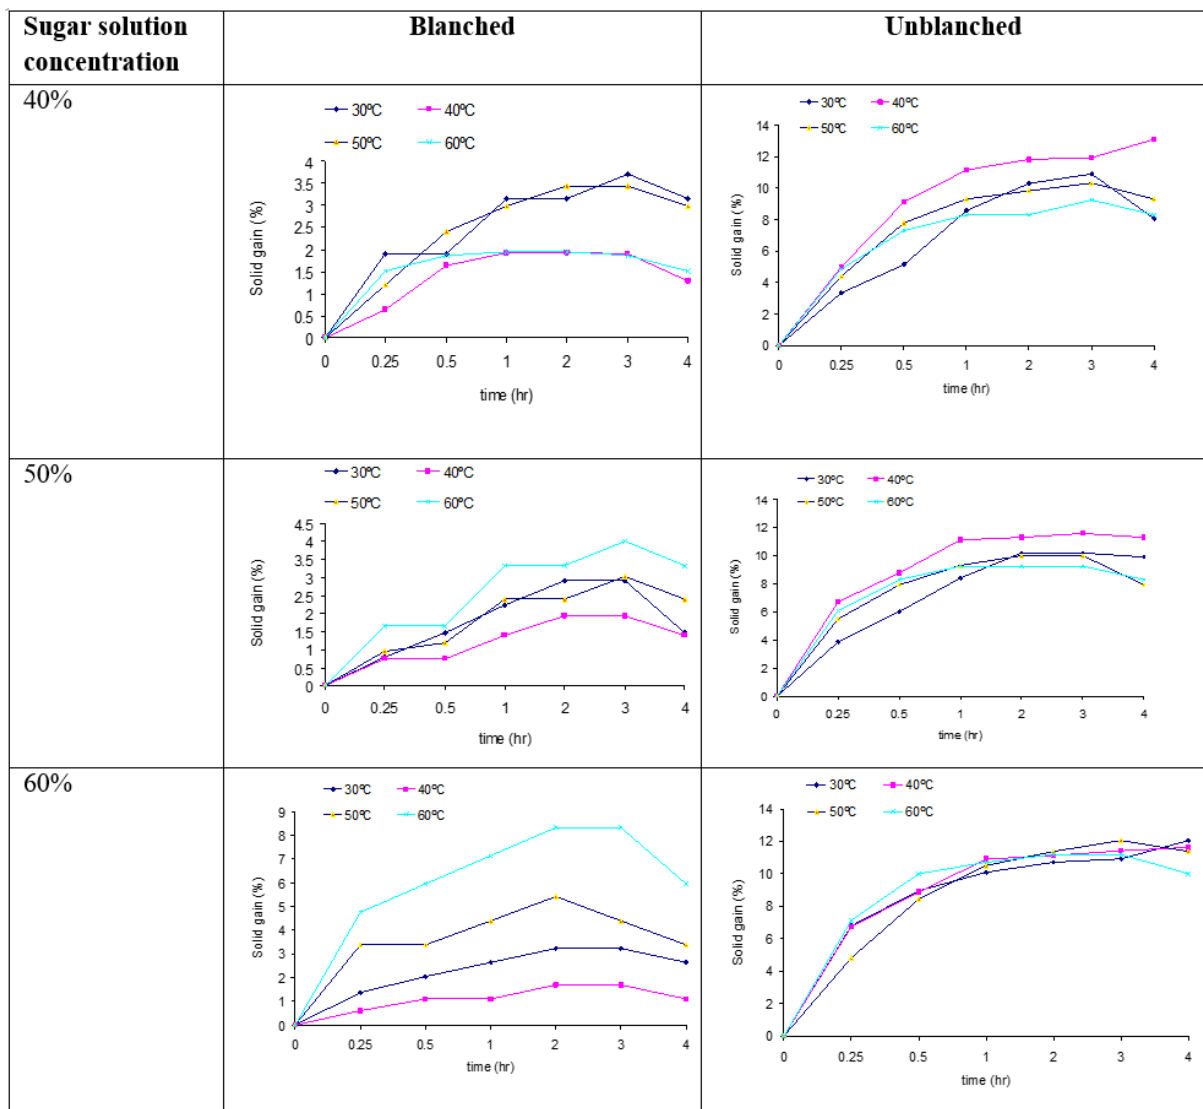 Sugar solution concentration
Blanched
Unblanched
40%
30ºC
40ºC
50ºC
60ºC
Solid gain (%)
4
3.5
3
2.5
2
1.5
1
0.5
0
0 0.25 0.5 1 2 3 4
time (hr)
30ºC
40ºC
50ºC
60ºC
Solid gain (%)
14
12
10
8
6
4
2
0
0 0.25 0.5 1 2 3 4
time (hr)
50%
30ºC
40ºC
50ºC
60ºC
Solid gain (%)
4.5
4
3.5
3
2.5
2
1.5
1
0.5
0
0 0.25 0.5 1 2 3 4
time (hr)
30ºC
40ºC
50ºC
60ºC
Solid gain (%)
14
12
10
8
6
4
2
0
0 0.25 0.5 1 2 3 4
time (hr)
60%
30ºC
40ºC
50ºC
60ºC
Solid gain (%)
9
8
7
6
5
4
3
2
1
0
0 0.25 0.5 1 2 3 4
time (hr)
30ºC
40ºC
50ºC
60ºC
Solid gain (%)
14
12
10
8
6
4
2
0
0 0.25 0.5 1 2 3 4
time (hr)